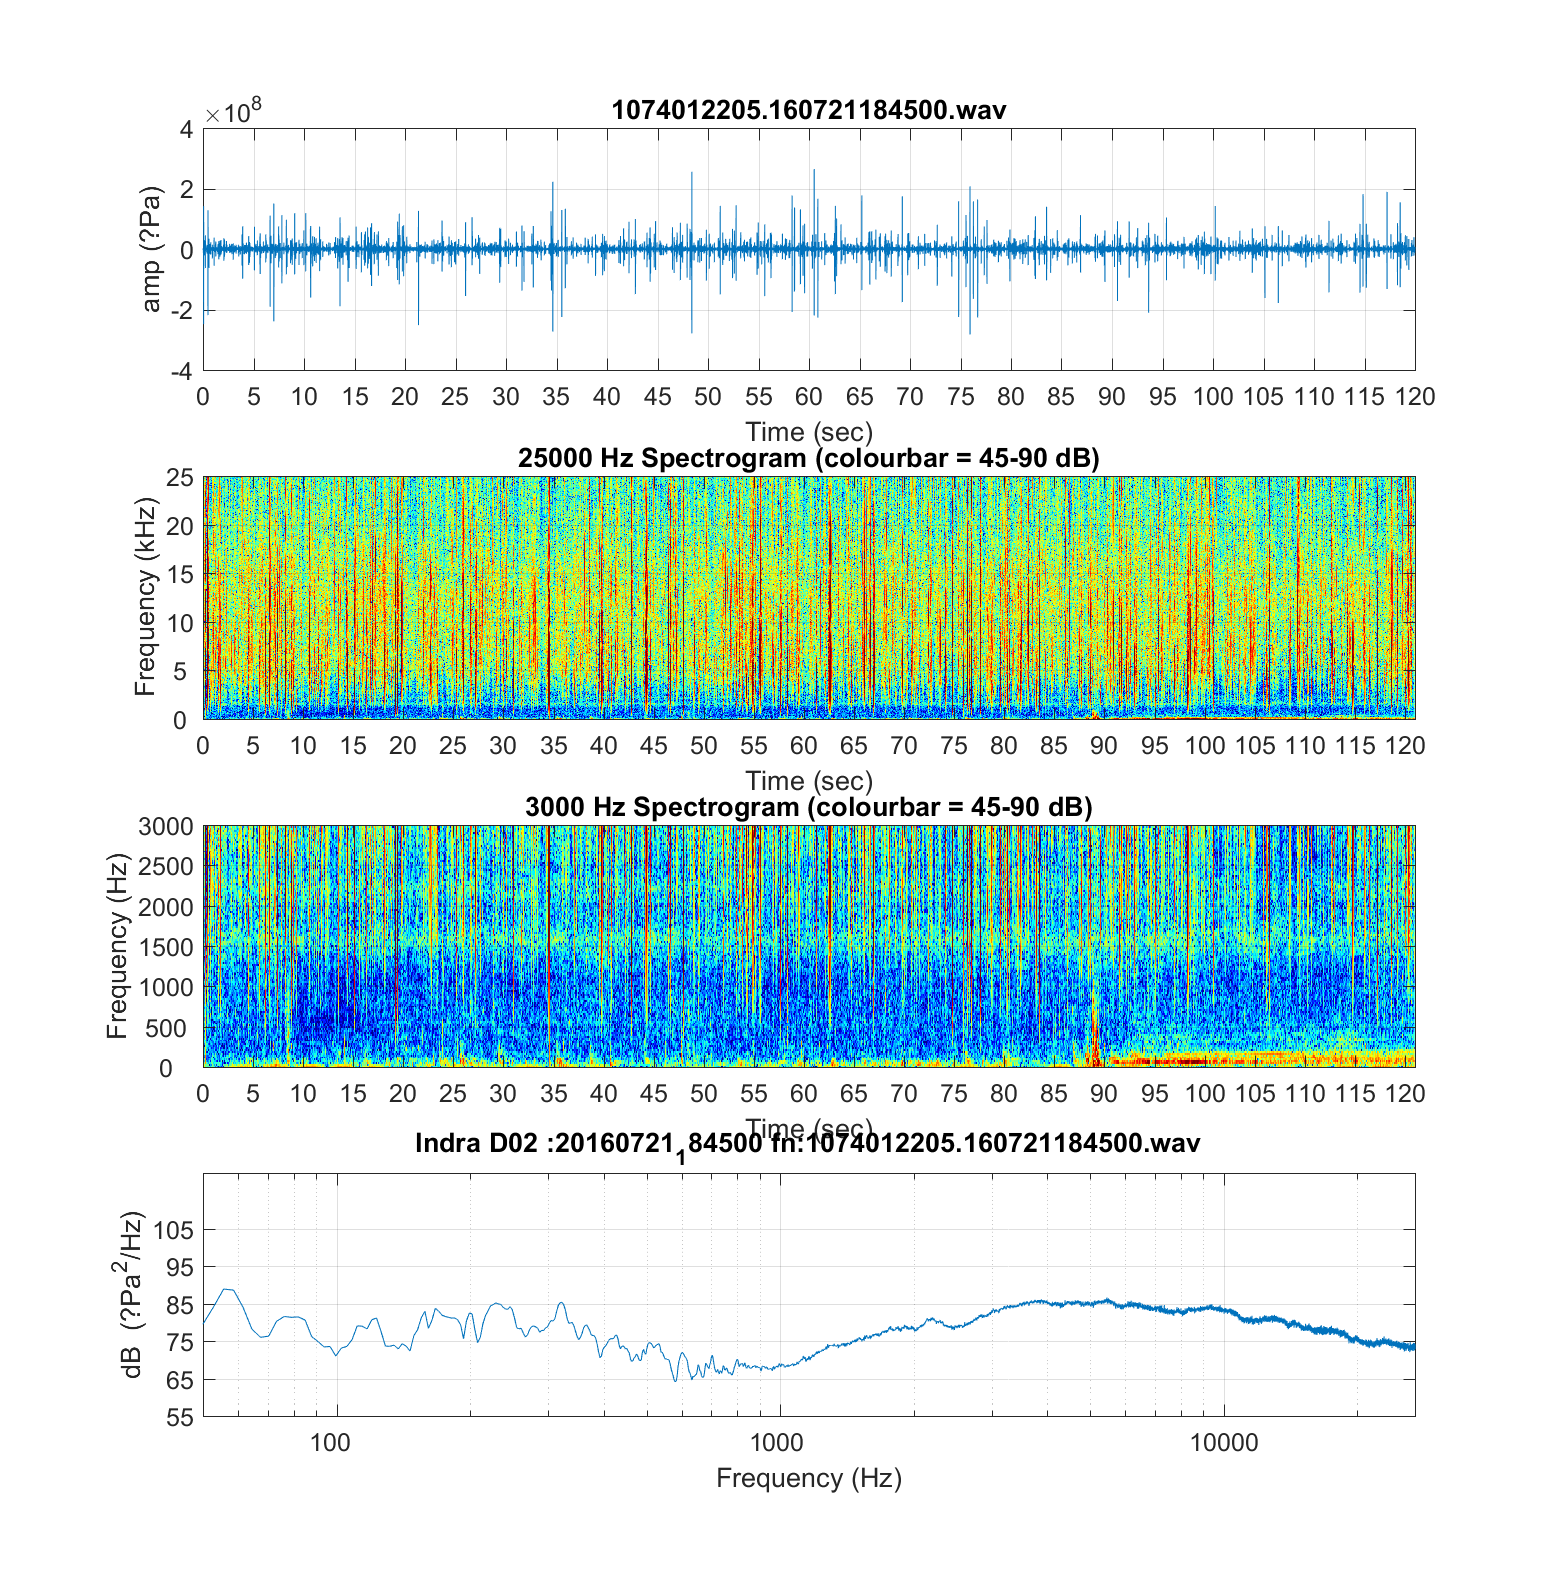 ×10^8
1074012205.160721184500.wav
4
2
0
-2
-4
amp (?Pa)
0 5 10 15 20 25 30 35 40 45 50 55 60 65 70 75 80 85 90 95 100 105 110 115 120
Time (sec)
25000 Hz Spectrogram (colourbar = 45-90 dB)
25
20
15
10
5
0
Frequency (kHz)
0 5 10 15 20 25 30 35 40 45 50 55 60 65 70 75 80 85 90 95 100 105 110 115 120
Time (sec)
3000 Hz Spectrogram (colourbar = 45-90 dB)
3000
2500
2000
1500
1000
500
0
Frequency (Hz)
0 5 10 15 20 25 30 35 40 45 50 55 60 65 70 75 80 85 90 95 100 105 110 115 120
Time (sec)
Indra D02 :20160721_184500 fn:1074012205.160721184500.wav
105
95
85
75
65
55
dB (?Pa^2/Hz)
100 1000 10000
Frequency (Hz)